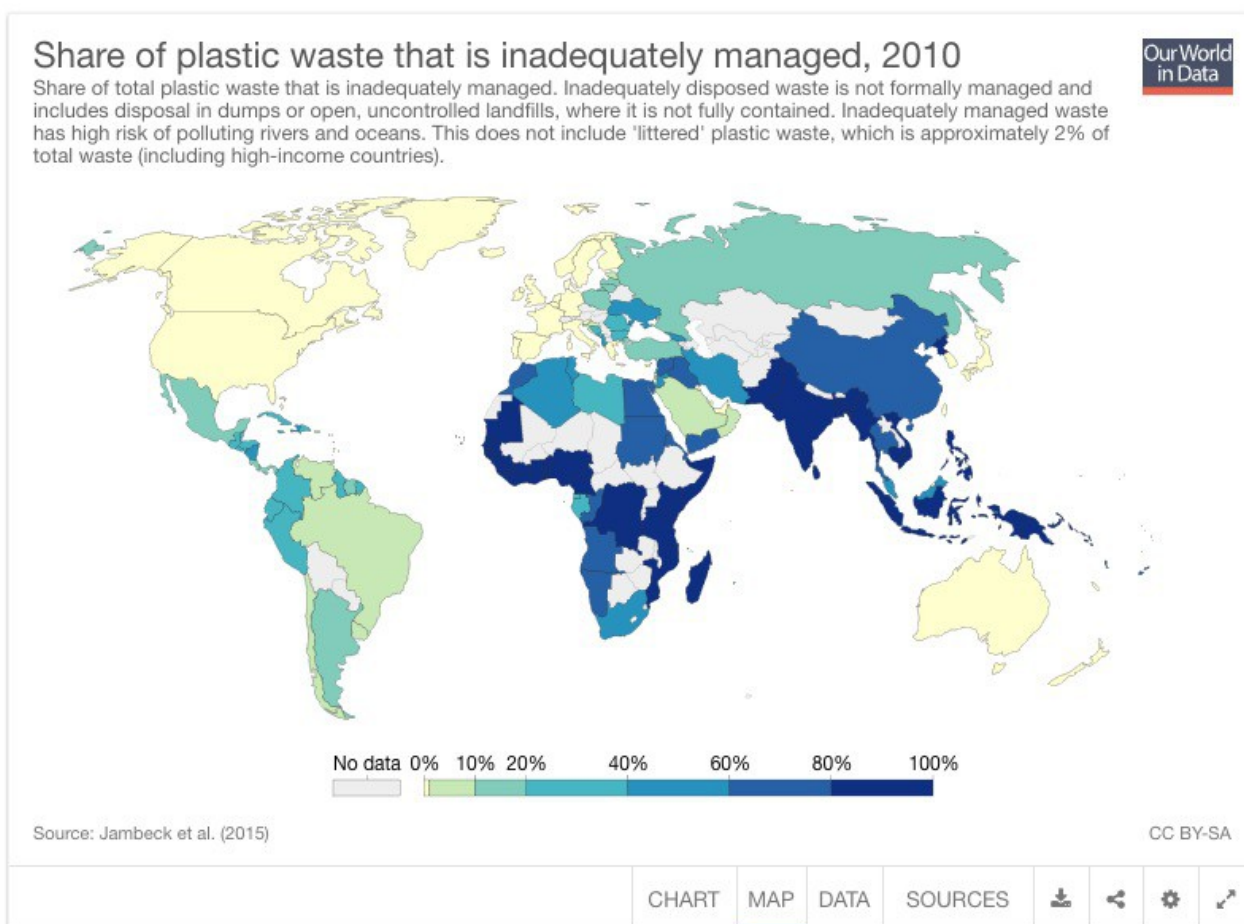 Share of plastic waste that is inadequately managed, 2010
Our World
in Data
Share of total plastic waste that is inadequately managed. Inadequately disposed waste is not formally managed and
includes disposal in dumps or open, uncontrolled landfills, where it is not fully contained. Inadequately managed waste
has high risk of polluting rivers and oceans. This does not include 'littered' plastic waste, which is approximately 2% of
total waste (including high-income countries).
No data 0% 10% 20% 40% 60% 80% 100%
Source: Jambeck et al. (2015) CC BY-SA
CHART MAP DATA SOURCES